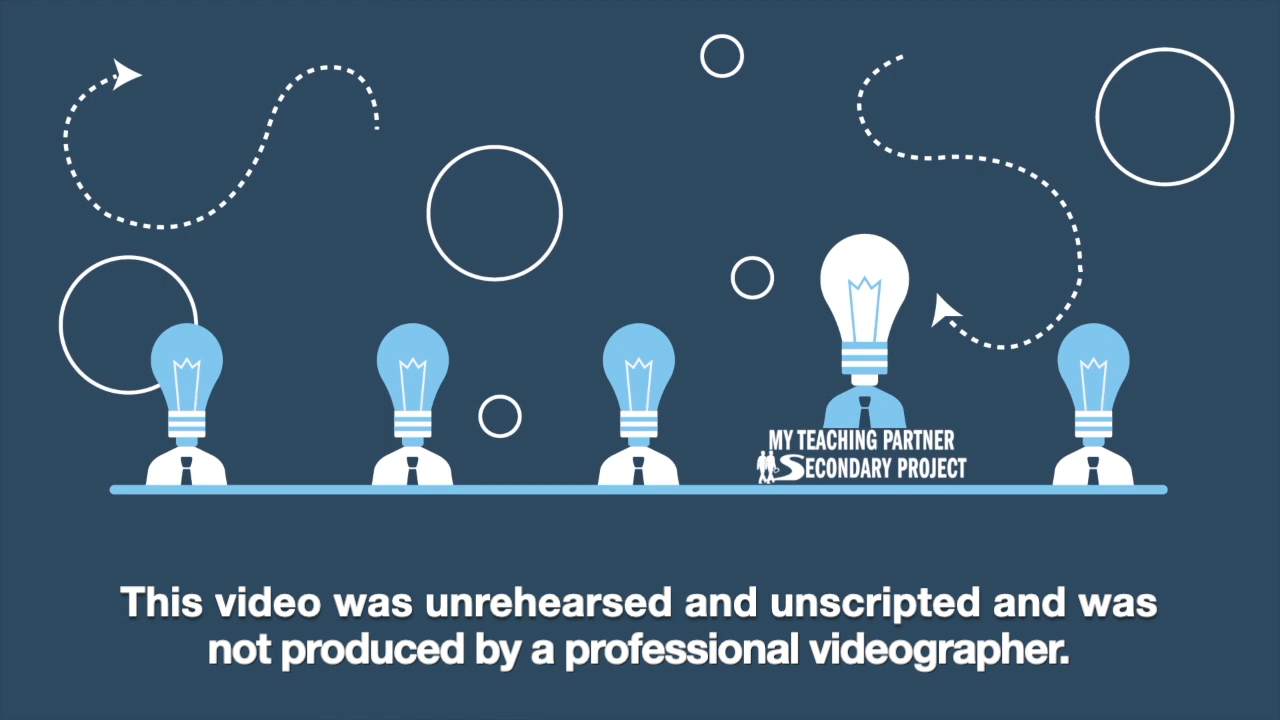 MY TEACHING PARTNER
SECONDARY PROJECT
This video was unrehearsed and unscripted and was
not produced by a professional videographer.